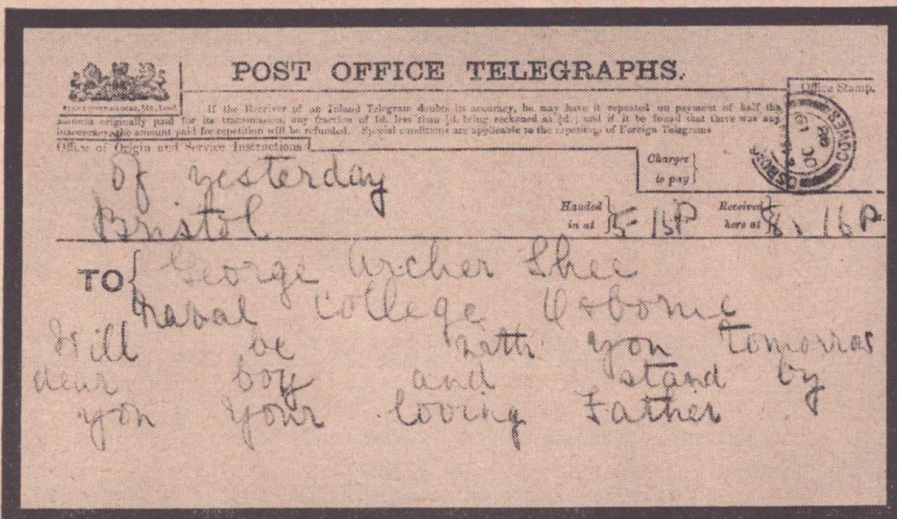 POST OFFICE TELEGRAPHS.
If the Receiver of an Inland Telegram doubts its accuracy, he may have it repeated on payment of half the
amount originally paid for its transmission, any fraction of 1d. less than ½d. being reckoned as ½d.; and if it be found that there was any
inaccuracy, the amount paid for repetition will be refunded. Special conditions are applicable to the repetition of Foreign Telegrams
Office Stamp.
Office of Origin and Service Instructions
Charges
to pay
Of yesterday
Bristol
Handed
in at
5 15P
Received
here at
8. 16 P
TO George Archer Shee
Naval College Osborne
Will be with you tomorrow
dear boy and stand by
you your loving Father
COWES